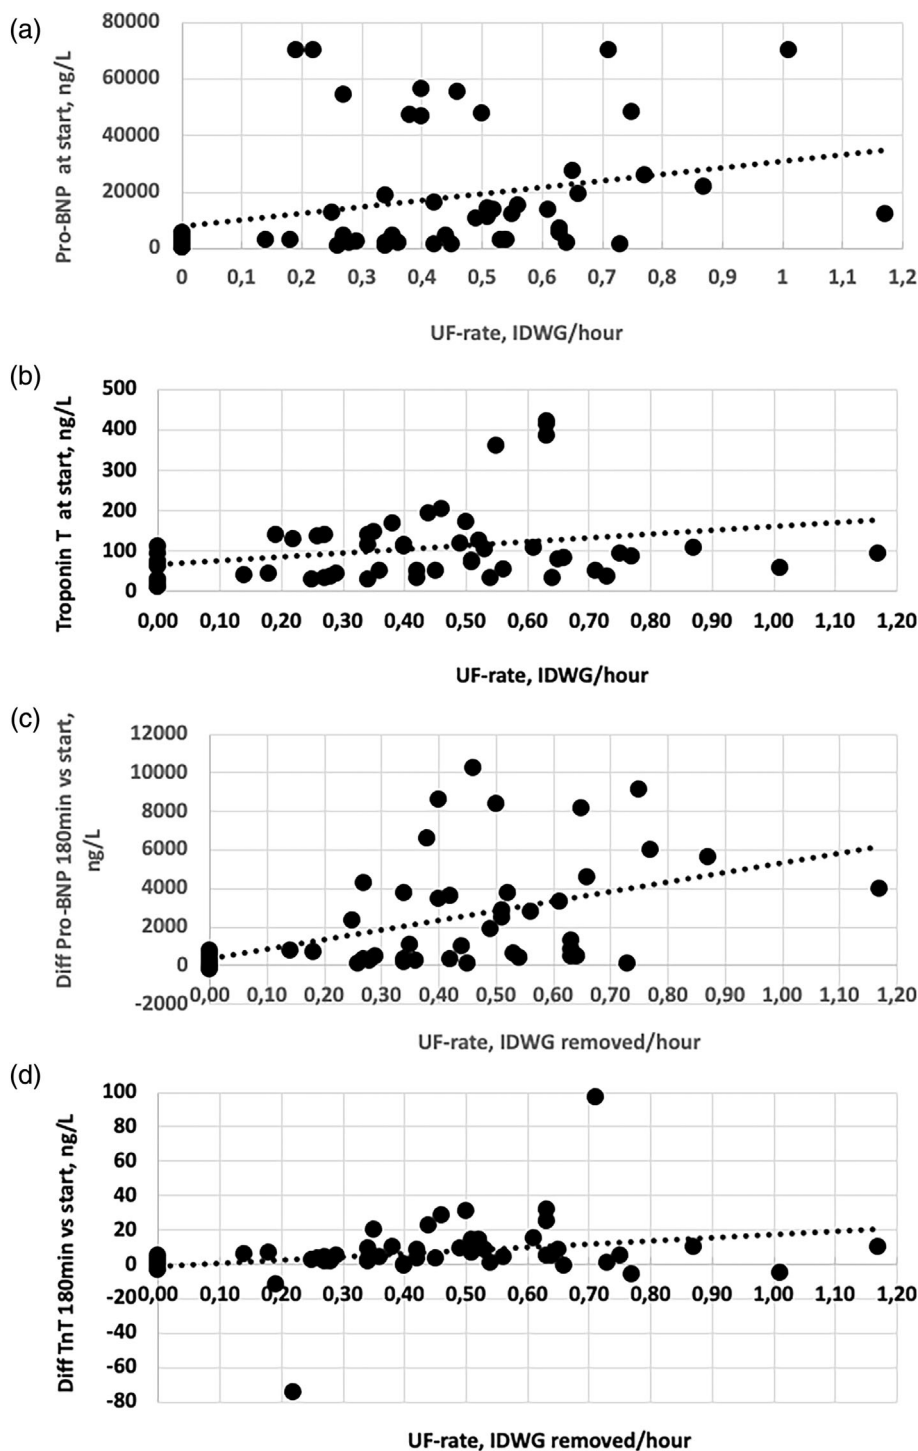 (a)
Pro-BNP at start, ng/L
80000
60000
40000
20000
0
0 0,1 0,2 0,3 0,4 0,5 0,6 0,7 0,8 0,9 1 1,1 1,2
UF-rate, IDWG/hour
(b)
Troponin T at start, ng/L
500
400
300
200
100
0
0,00 0,10 0,20 0,30 0,40 0,50 0,60 0,70 0,80 0,90 1,00 1,10 1,20
UF-rate, IDWG/hour
(c)
Diff Pro-BNP 180min vs start,
ng/L
12000
10000
8000
6000
4000
2000
0
-2000
0,00 0,10 0,20 0,30 0,40 0,50 0,60 0,70 0,80 0,90 1,00 1,10 1,20
UF-rate, IDWG removed/hour
(d)
Diff TnT 180min vs start, ng/L
100
80
60
40
20
0
-20
-40
-60
-80
0,00 0,10 0,20 0,30 0,40 0,50 0,60 0,70 0,80 0,90 1,00 1,10 1,20
UF-rate, IDWG removed/hour